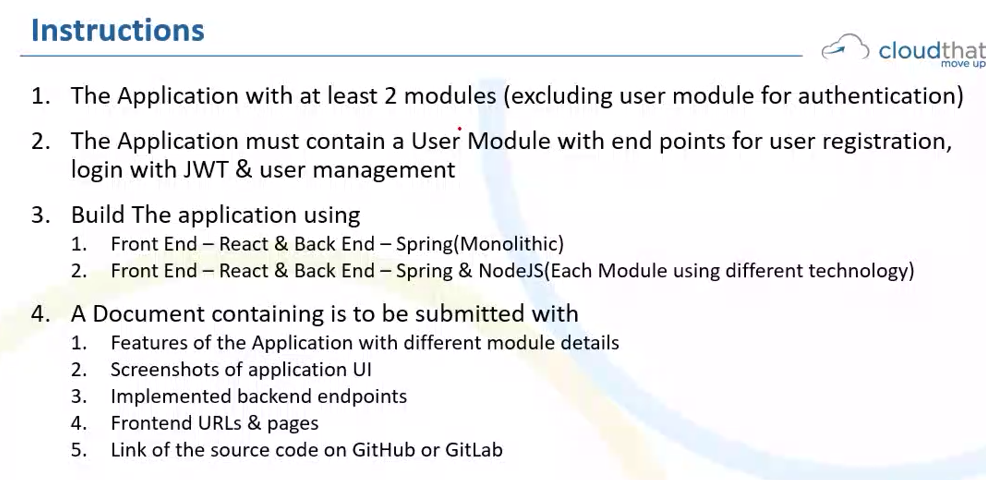 Instructions
cloudthat
move up
1. The Application with at least 2 modules (excluding user module for authentication)
2. The Application must contain a User Module with end points for user registration,
login with JWT & user management
3. Build The application using
1. Front End – React & Back End – Spring(Monolithic)
2. Front End – React & Back End – Spring & NodeJS(Each Module using different technology)
4. A Document containing is to be submitted with
1. Features of the Application with different module details
2. Screenshots of application UI
3. Implemented backend endpoints
4. Frontend URLs & pages
5. Link of the source code on GitHub or GitLab